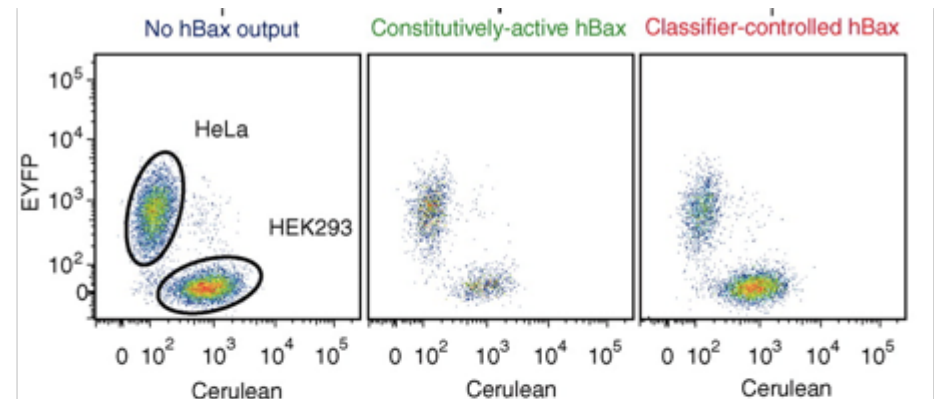 No hBax output
Constitutively-active hBax
Classifier-controlled hBax
EYFP
10⁵
10⁴
10³
10²
0
HeLa
HEK293
0 10² 10³ 10⁴ 10⁵
0 10² 10³ 10⁴ 10⁵
0 10² 10³ 10⁴ 10⁵
Cerulean
Cerulean
Cerulean